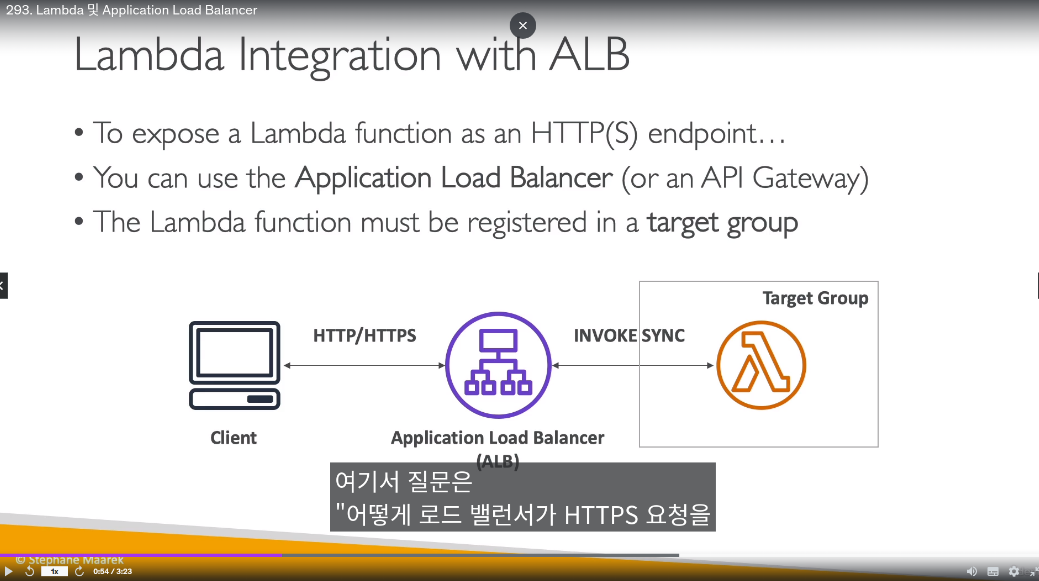 293. Lambda 및 Application Load Balancer
Lambda Integration with ALB
• To expose a Lambda function as an HTTP(S) endpoint…
• You can use the Application Load Balancer (or an API Gateway)
• The Lambda function must be registered in a target group
Target Group
HTTP/HTTPS
INVOKE SYNC
Client
Application Load Balancer
(ALB)
여기서 질문은
"어떻게 로드 밸런서가 HTTPS 요청을
© Stephane Maarek
1x
0:54 / 3:23